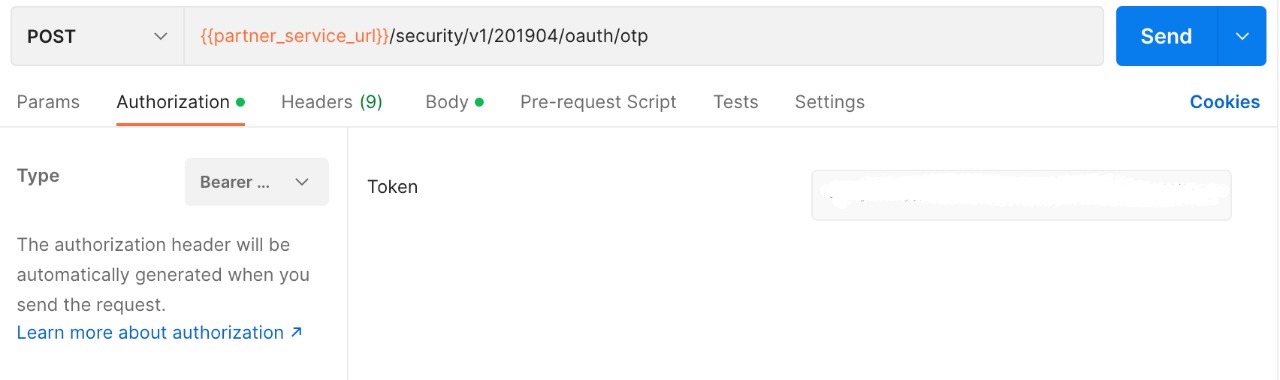 POST {{partner_service_url}}/security/v1/201904/oauth/otp Send
Params Authorization Headers (9) Body Pre-request Script Tests Settings Cookies
Type Bearer ...
The authorization header will be
automatically generated when you
send the request.
Learn more about authorization ↗
Token